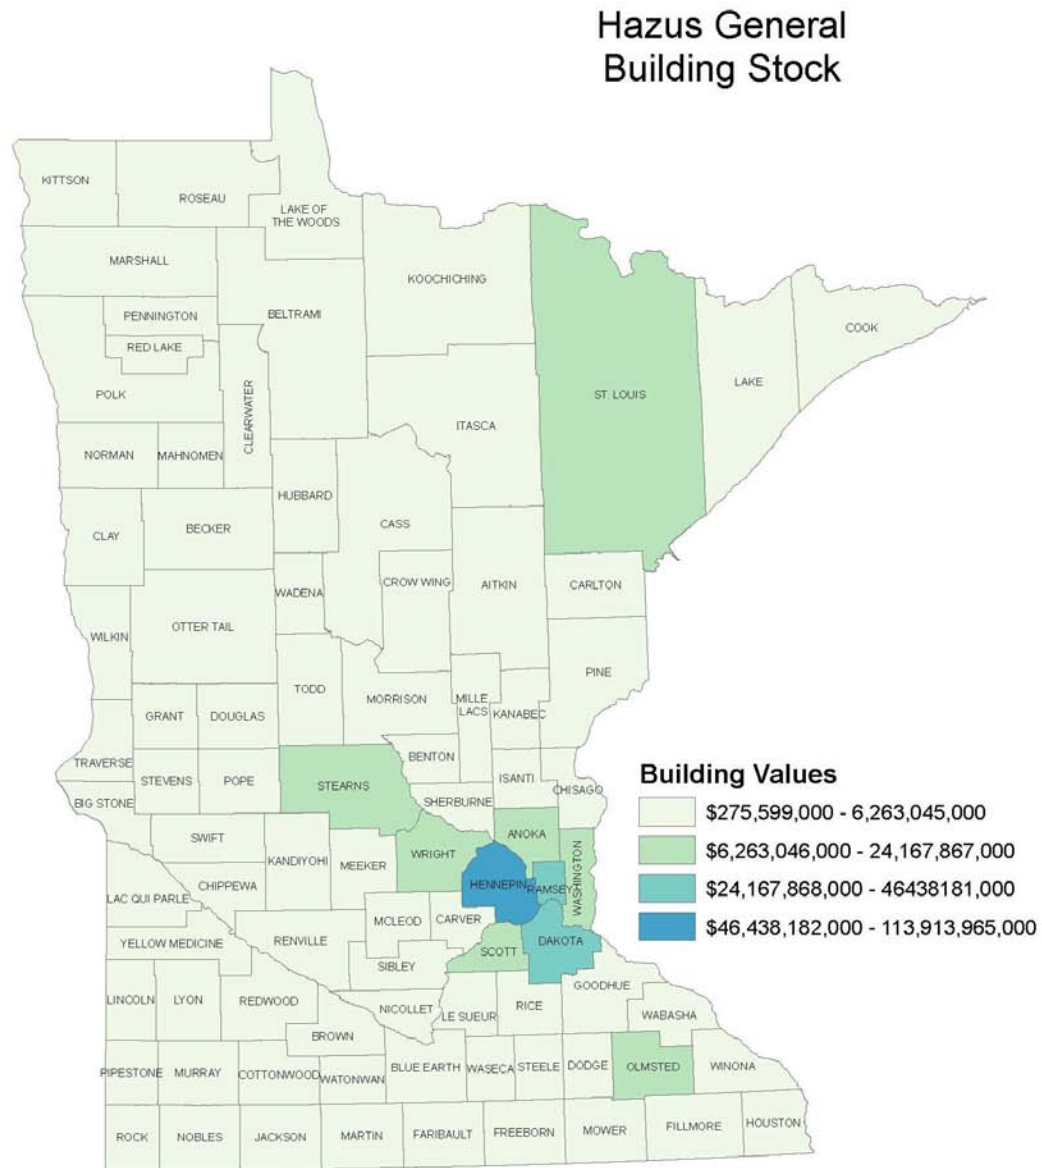 Hazus General
Building Stock
KITTSON
ROSEAU
LAKE OF
THE WOODS
MARSHALL
KOOCHICHING
PENNINGTON
BELTRAMI
RED LAKE
COOK
POLK
CLEARWATER
LAKE
ST. LOUIS
ITASCA
NORMAN
MAHNOMEN
HUBBARD
CASS
CLAY
BECKER
CROW WING
AITKIN
CARLTON
WADENA
OTTER TAIL
WILKIN
PINE
TODD
MORRISON
MILLE
LACS
KANABEC
GRANT
DOUGLAS
BENTON
TRAVERSE
STEVENS
POPE
STEARNS
ISANTI
CHISAGO
BIG STONE
SHERBURNE
SWIFT
ANOKA
KANDIYOHI
MEEKER
WRIGHT
WASHINGTON
CHIPPEWA
HENNEPIN
RAMSEY
LAC QUI PARLE
MCLEOD
CARVER
YELLOW MEDICINE
RENVILLE
DAKOTA
SCOTT
SIBLEY
GOODHUE
LINCOLN
LYON
REDWOOD
NICOLLET
LE SUEUR
RICE
WABASHA
BROWN
PIPESTONE
MURRAY
COTTONWOOD
WATONWAN
BLUE EARTH
WASECA
STEELE
DODGE
OLMSTED
WINONA
ROCK
NOBLES
JACKSON
MARTIN
FARIBAULT
FREEBORN
MOWER
FILLMORE
HOUSTON
Building Values
$275,599,000 - 6,263,045,000
$6,263,046,000 - 24,167,867,000
$24,167,868,000 - 46438181,000
$46,438,182,000 - 113,913,965,000